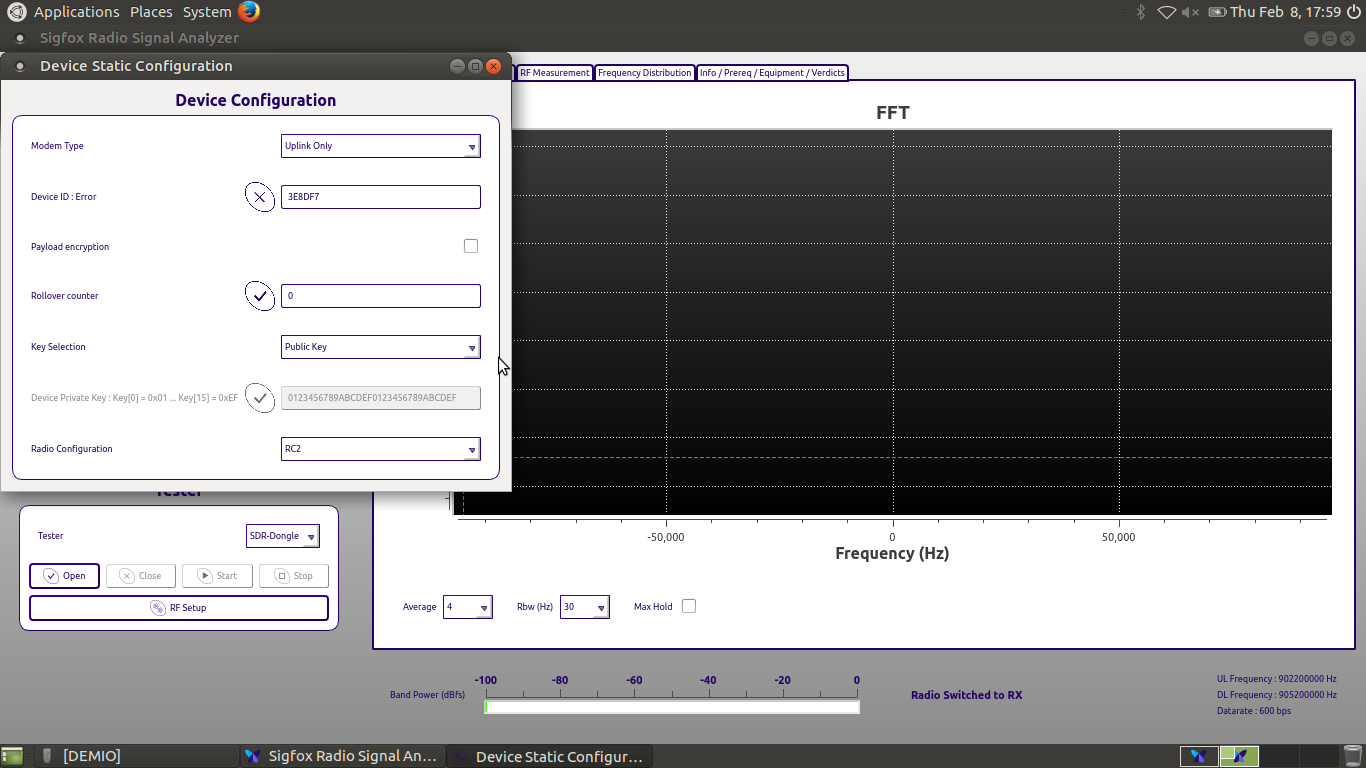 Applications Places System Thu Feb 8, 17:59
Sigfox Radio Signal Analyzer
Device Static Configuration
Device Configuration
Modem Type Uplink Only
Device ID : Error 3E8DF7
Payload encryption
Rollover counter 0
Key Selection Public Key
Device Private Key : Key[0] = 0x01 ... Key[15] = 0xEF 0123456789ABCDEF0123456789ABCDEF
Radio Configuration RC2
RF Measurement Frequency Distribution Info / Prereq / Equipment / Verdicts
FFT
-50,000 0 50,000
Frequency (Hz)
Average 4 Rbw (Hz) 30 Max Hold
Tester
Tester SDR-Dongle
Open Close Start Stop
RF Setup
-100 -80 -60 -40 -20 0
Band Power (dBfs)
Radio Switched to RX
UL Frequency : 902200000 Hz
DL Frequency : 905200000 Hz
Datarate : 600 bps
[DEMIO] Sigfox Radio Signal An... Device Static Configur...